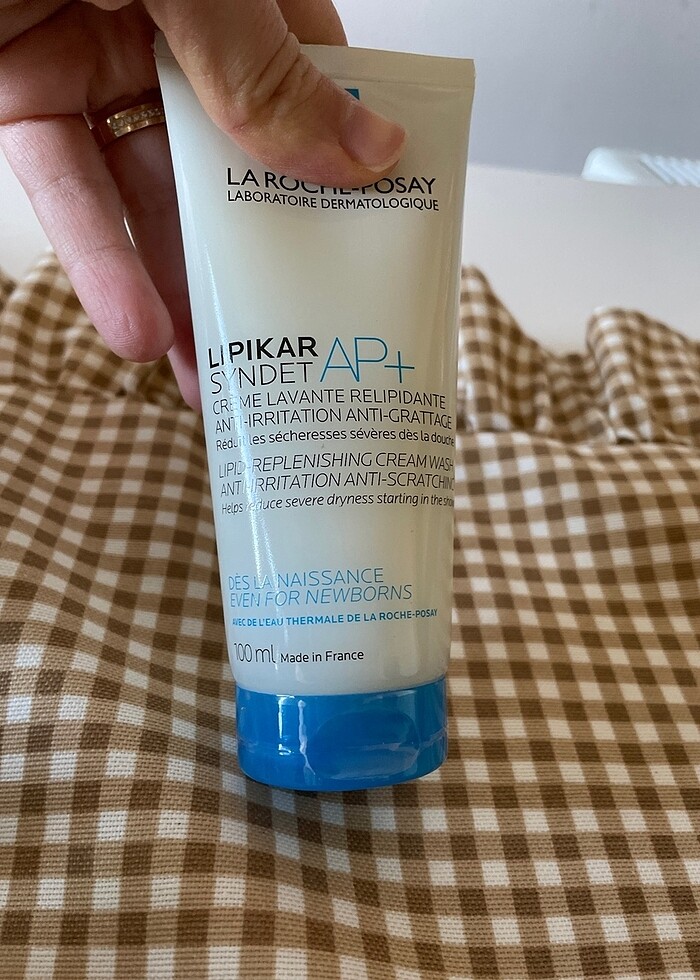 LA ROCHE-POSAY
LABORATOIRE DERMATOLOGIQUE
LIPIKAR
SYNDET AP+
CRÈME LAVANTE RELIPIDANTE
ANTI-IRRITATION ANTI-GRATTAGE
Réduit les sécheresses sévères dès la douche
LIPID-REPLENISHING CREAM WASH
ANTI-IRRITATION ANTI-SCRATCHING
Helps reduce severe dryness starting in the
DÈS LA NAISSANCE
EVEN FOR NEWBORNS
AVEC DE L'EAU THERMALE DE LA ROCHE-POSAY
100 ml Made in France